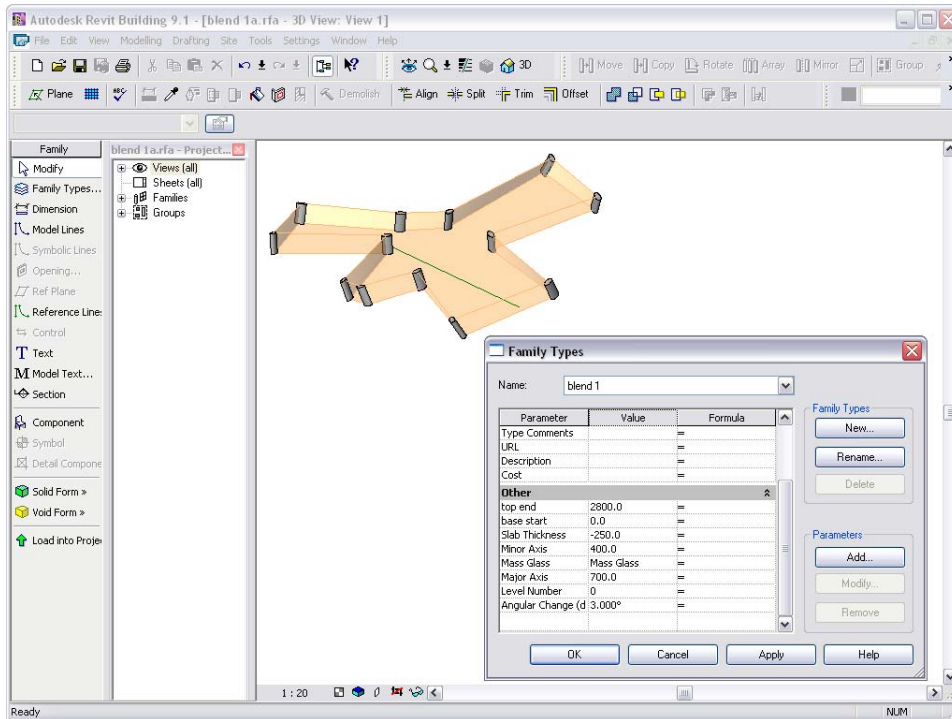 Autodesk Revit Building 9.1 - [blend 1a.rfa - 3D View: View 1]
File Edit View Modelling Drafting Site Tools Settings Window Help
3D Move Copy Rotate Array Mirror Group
Plane Demolish Align Split Trim Offset
Family
Modify
Family Types...
Dimension
Model Lines
Symbolic Lines
Opening...
Ref Plane
Reference Line
Control
Text
Model Text...
Section
Component
Symbol
Detail Compone
Solid Form »
Void Form »
Load into Proje
blend 1a.rfa - Project...
Views (all)
Sheets (all)
Families
Groups
Family Types
Name: blend 1
Parameter Value Formula
Type Comments =
URL =
Description =
Cost =
Other
top end 2800.0 =
base start 0.0 =
Slab Thickness -250.0 =
Minor Axis 400.0 =
Mass Glass Mass Glass =
Major Axis 700.0 =
Level Number 0 =
Angular Change (d 3.000° =
Family Types
New...
Rename...
Delete
Parameters
Add...
Modify...
Remove
OK Cancel Apply Help
1 : 20
Ready NUM